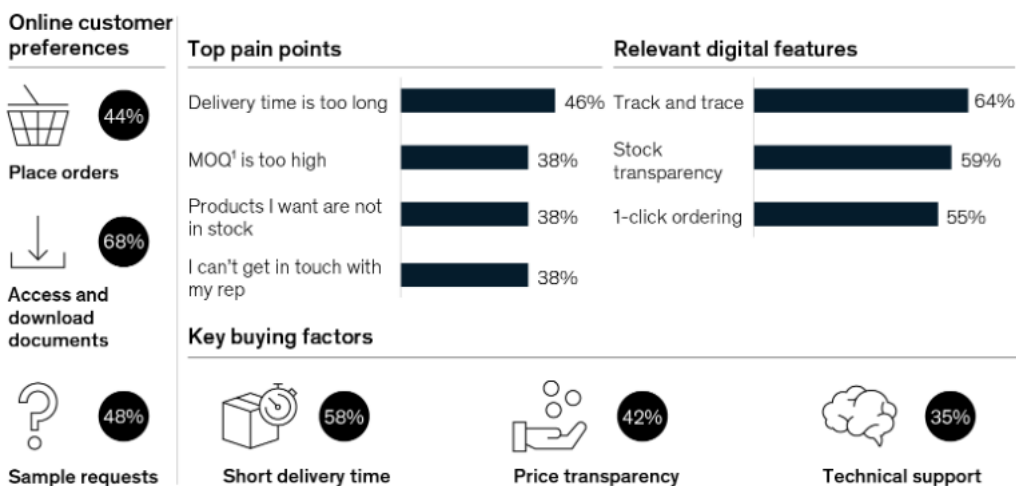 Online customer
preferences
44%
Place orders
68%
Access and
download
documents
48%
Sample requests
Top pain points
Delivery time is too long
46%
MOQ¹ is too high
38%
Products I want are not
in stock
38%
I can't get in touch with
my rep
38%
Relevant digital features
Track and trace
64%
Stock
transparency
59%
1-click ordering
55%
Key buying factors
58%
Short delivery time
42%
Price transparency
35%
Technical support